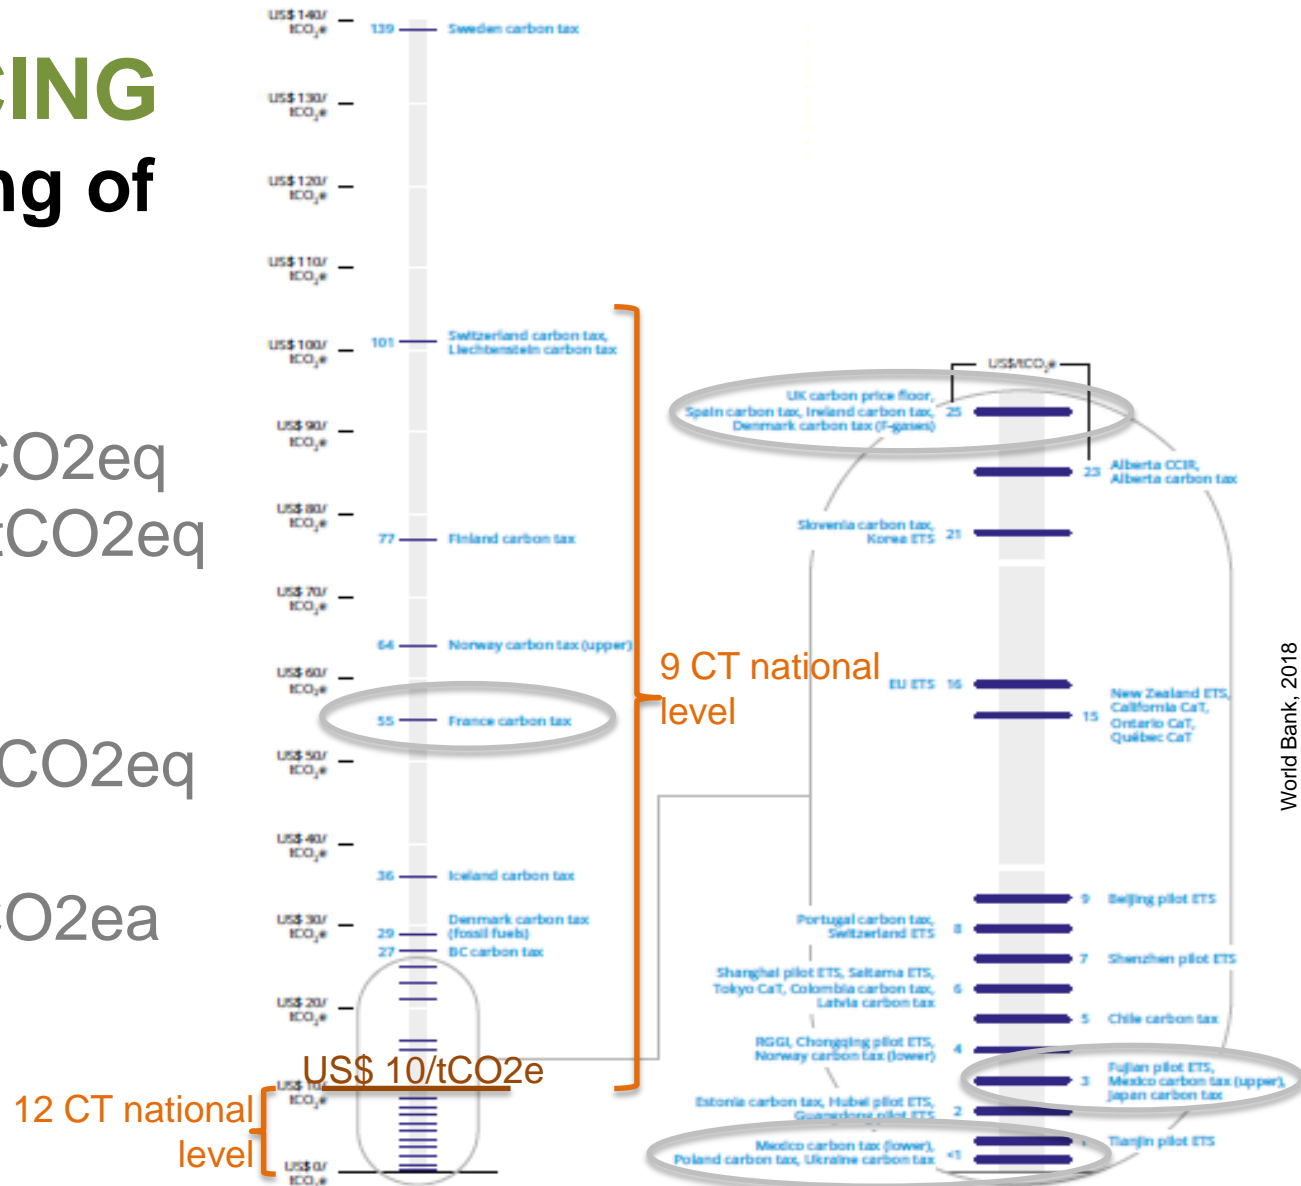 CING
ng of
CO2eq
tCO2eq
CO2eq
CO2ea
US$ 140/
tCO₂e
139
Sweden carbon tax
US$ 130/
tCO₂e
US$ 120/
tCO₂e
US$ 110/
tCO₂e
US$ 100/
tCO₂e
101
Switzerland carbon tax,
Liechtenstein carbon tax
US$ 90/
tCO₂e
US$ 80/
tCO₂e
77
Finland carbon tax
US$ 70/
tCO₂e
64
Norway carbon tax (upper)
US$ 60/
tCO₂e
55
France carbon tax
US$ 50/
tCO₂e
US$ 40/
tCO₂e
36
Iceland carbon tax
US$ 30/
tCO₂e
29
Denmark carbon tax
(fossil fuels)
27
BC carbon tax
US$ 20/
tCO₂e
US$ 10/tCO2e
US$ 10/
tCO₂e
US$ 0/
tCO₂e
9 CT national
level
12 CT national
level
US$/tCO₂e
UK carbon price floor,
Spain carbon tax, Ireland carbon tax,
Denmark carbon tax (F-gases)
25
23
Alberta CCIR,
Alberta carbon tax
Slovenia carbon tax,
Korea ETS
21
EU ETS
16
15
New Zealand ETS,
California CaT,
Ontario CaT,
Québec CaT
9
Beijing pilot ETS
Portugal carbon tax,
Switzerland ETS
8
7
Shenzhen pilot ETS
Shanghai pilot ETS, Saitama ETS,
Tokyo CaT, Colombia carbon tax,
Latvia carbon tax
6
5
Chile carbon tax
RGGI, Chongqing pilot ETS,
Norway carbon tax (lower)
4
3
Fujian pilot ETS,
Mexico carbon tax (upper),
Japan carbon tax
Estonia carbon tax, Hubei pilot ETS,
Guangdong pilot ETS
2
Tianjin pilot ETS
Mexico carbon tax (lower),
Poland carbon tax, Ukraine carbon tax
<1
World Bank, 2018